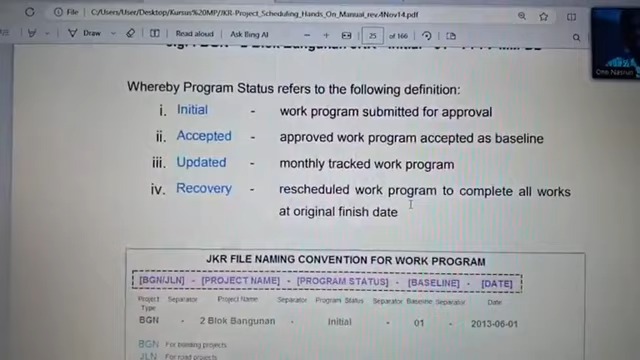 File C:/Users/User/Desktop/Kursus%20MP/JKR-Project_Scheduling_Hands_On_Manual_rev.4Nov14.pdf
Draw Read aloud Ask Bing AI - + 25 of 166
Whereby Program Status refers to the following definition:
i. Initial - work program submitted for approval
ii. Accepted - approved work program accepted as baseline
iii. Updated - monthly tracked work program
iv. Recovery - rescheduled work program to complete all works
at original finish date
JKR FILE NAMING CONVENTION FOR WORK PROGRAM
[BGN/JLN] - [PROJECT NAME] - [PROGRAM STATUS] - [BASELINE] - [DATE]
Project Type Separator Project Name Separator Program Status Separator Baseline Separator Date
BGN - 2 Blok Bangunan - Initial - 01 - 2013-06-01
BGN For building projects
JLN For road projects